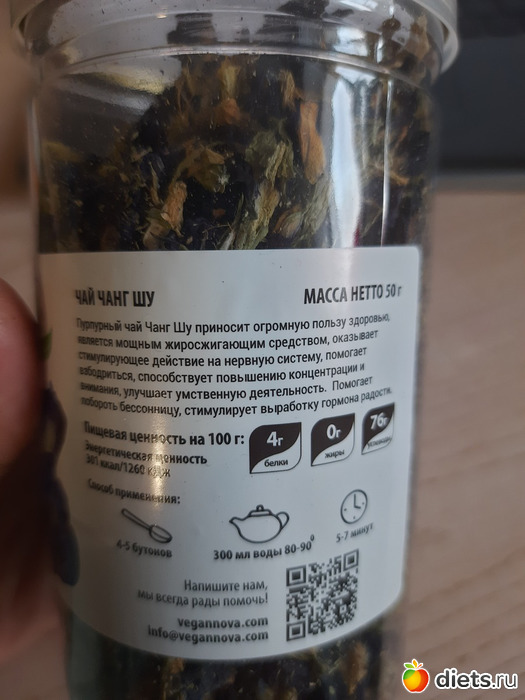 ЧАЙ ЧАНГ ШУ
МАССА НЕТТО 50 г
Пурпурный чай Чанг Шу приносит огромную пользу здоровью,
является мощным жиросжигающим средством, оказывает
стимулирующее действие на нервную систему, помогает
взбодриться, способствует повышению концентрации и
внимания, улучшает умственную деятельность. Помогает
побороть бессонницу, стимулирует выработку гормона радости.
Пищевая ценность на 100 г:
4г
белки
0г
жиры
76г
углеводы
Энергетическая ценность
301 ккал/1260 кДж
Способ применения:
4-5 бутонов
300 мл воды 80-90⁰
5-7 минут
Напишите нам,
мы всегда рады помочь!
vegannova.com
info@vegannova.com
diets.ru